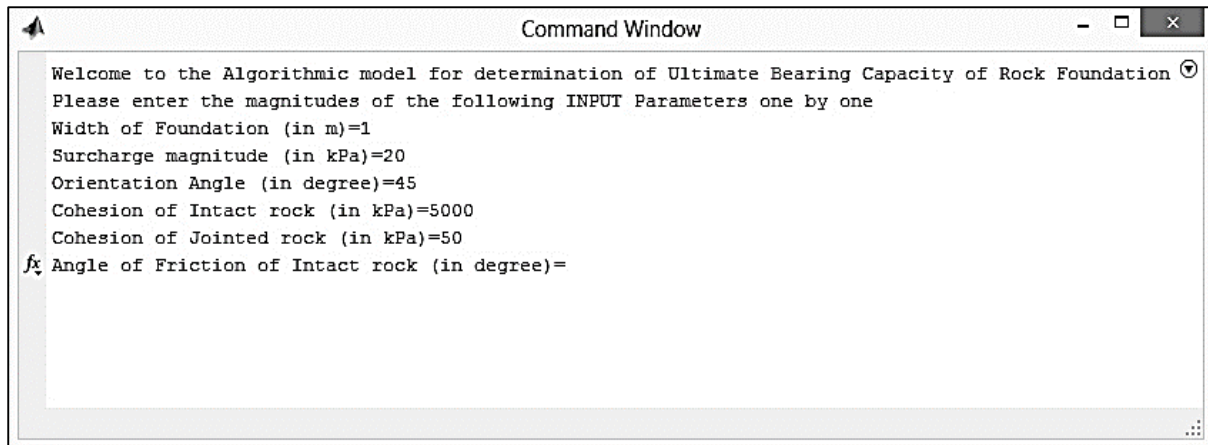 Command Window
Welcome to the Algorithmic model for determination of Ultimate Bearing Capacity of Rock Foundation
Please enter the magnitudes of the following INPUT Parameters one by one
Width of Foundation (in m)=1
Surcharge magnitude (in kPa)=20
Orientation Angle (in degree)=45
Cohesion of Intact rock (in kPa)=5000
Cohesion of Jointed rock (in kPa)=50
fx Angle of Friction of Intact rock (in degree)=